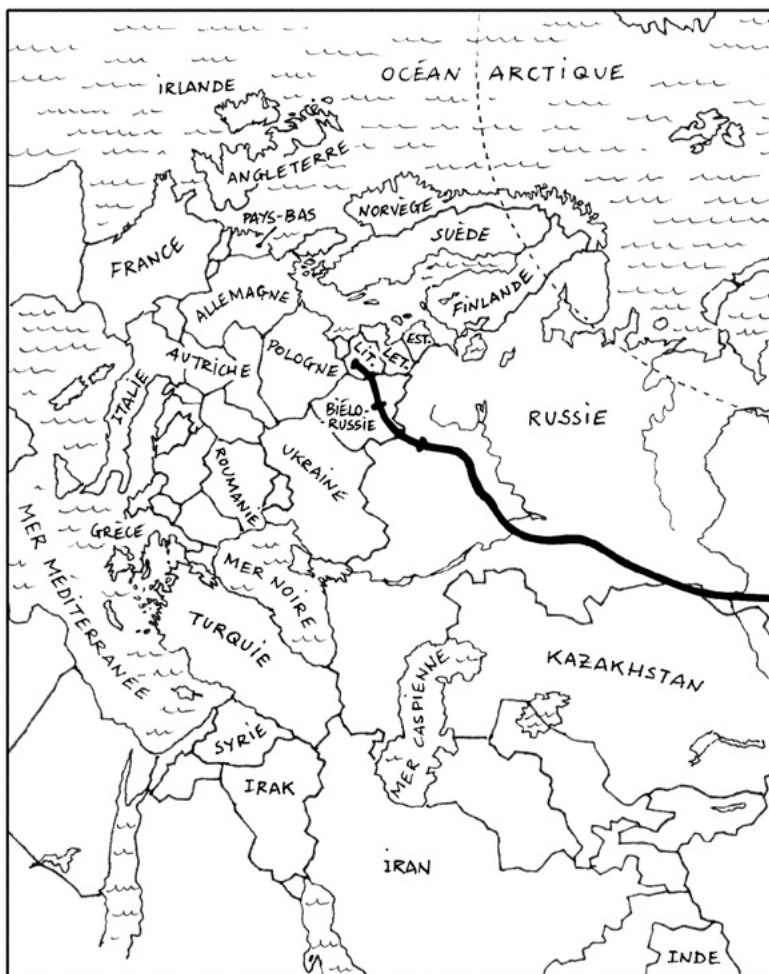 OCÉAN ARCTIQUE
IRLANDE
ANGLETERRE
PAYS-BAS
NORVÈGE
FRANCE
SUÈDE
ALLEMAGNE
FINLANDE
EST.
LIT.
LET.
POLOGNE
AUTRICHE
ITALIE
BIÉLO-
RUSSIE
RUSSIE
UKRAINE
ROUMANIE
GRÈCE
MER NOIRE
MER MÉDITERRANÉE
TURQUIE
KAZAKHSTAN
MER CASPIENNE
SYRIE
IRAK
IRAN
INDE